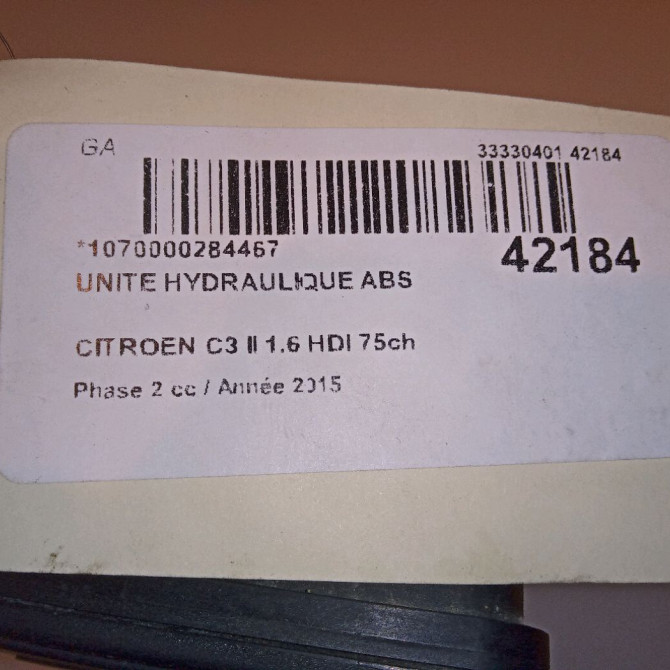 GA
33330401 42184
*1070000284467
42184
UNITE HYDRAULIQUE ABS
CITROEN C3 II 1.6 HDI 75ch
Phase 2 cc / Année 2015